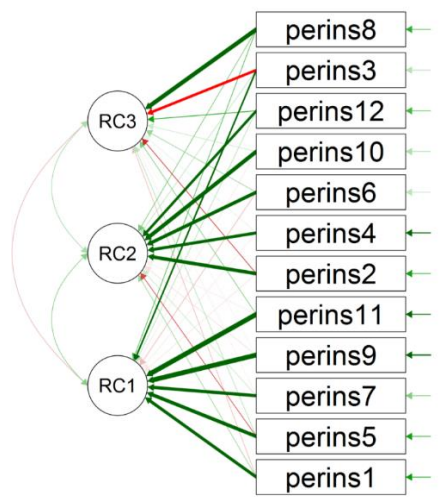 perins8
perins3
RC3
perins12
perins10
perins6
perins4
RC2
perins2
perins11
perins9
RC1
perins7
perins5
perins1